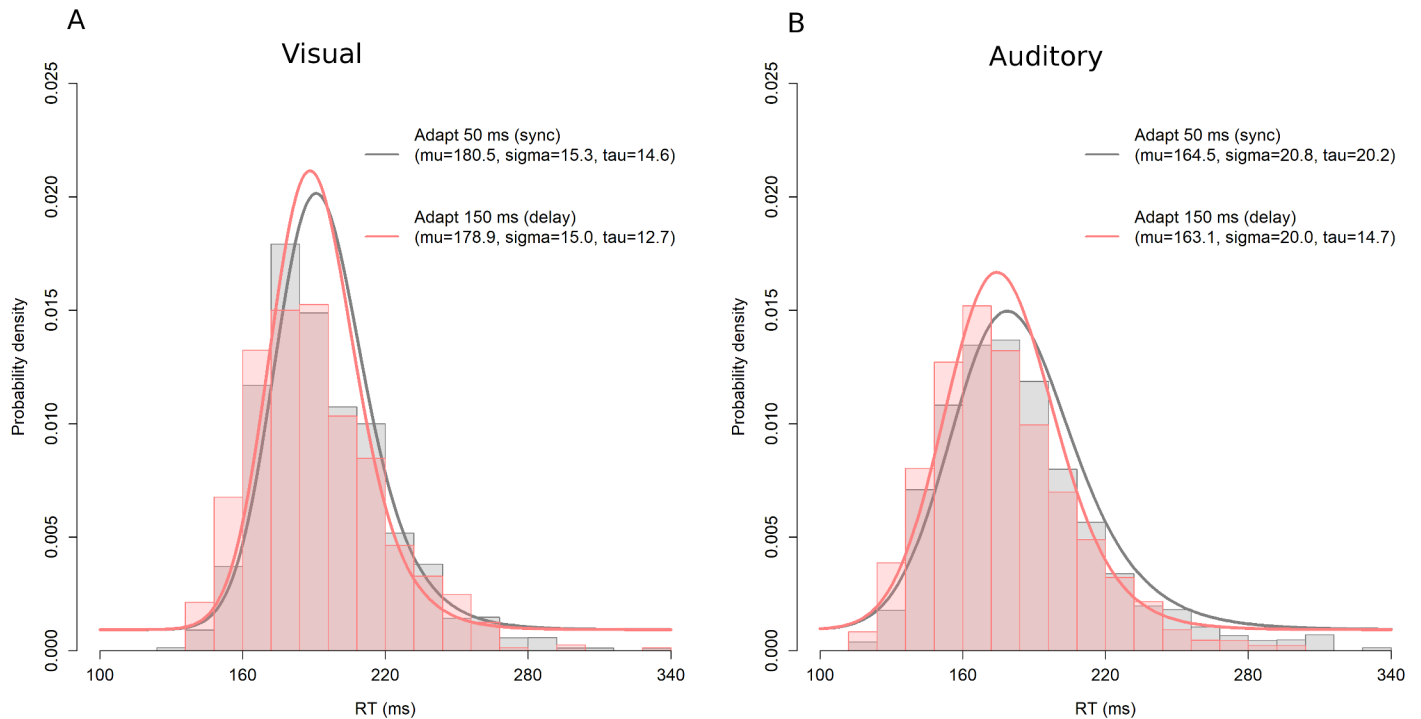 A
Visual
Probability density
0.025
0.020
0.015
0.010
0.005
0.000
Adapt 50 ms (sync)
(mu=180.5, sigma=15.3, tau=14.6)
Adapt 150 ms (delay)
(mu=178.9, sigma=15.0, tau=12.7)
100
160
220
280
340
RT (ms)
B
Auditory
Probability density
0.025
0.020
0.015
0.010
0.005
0.000
Adapt 50 ms (sync)
(mu=164.5, sigma=20.8, tau=20.2)
Adapt 150 ms (delay)
(mu=163.1, sigma=20.0, tau=14.7)
100
160
220
280
340
RT (ms)